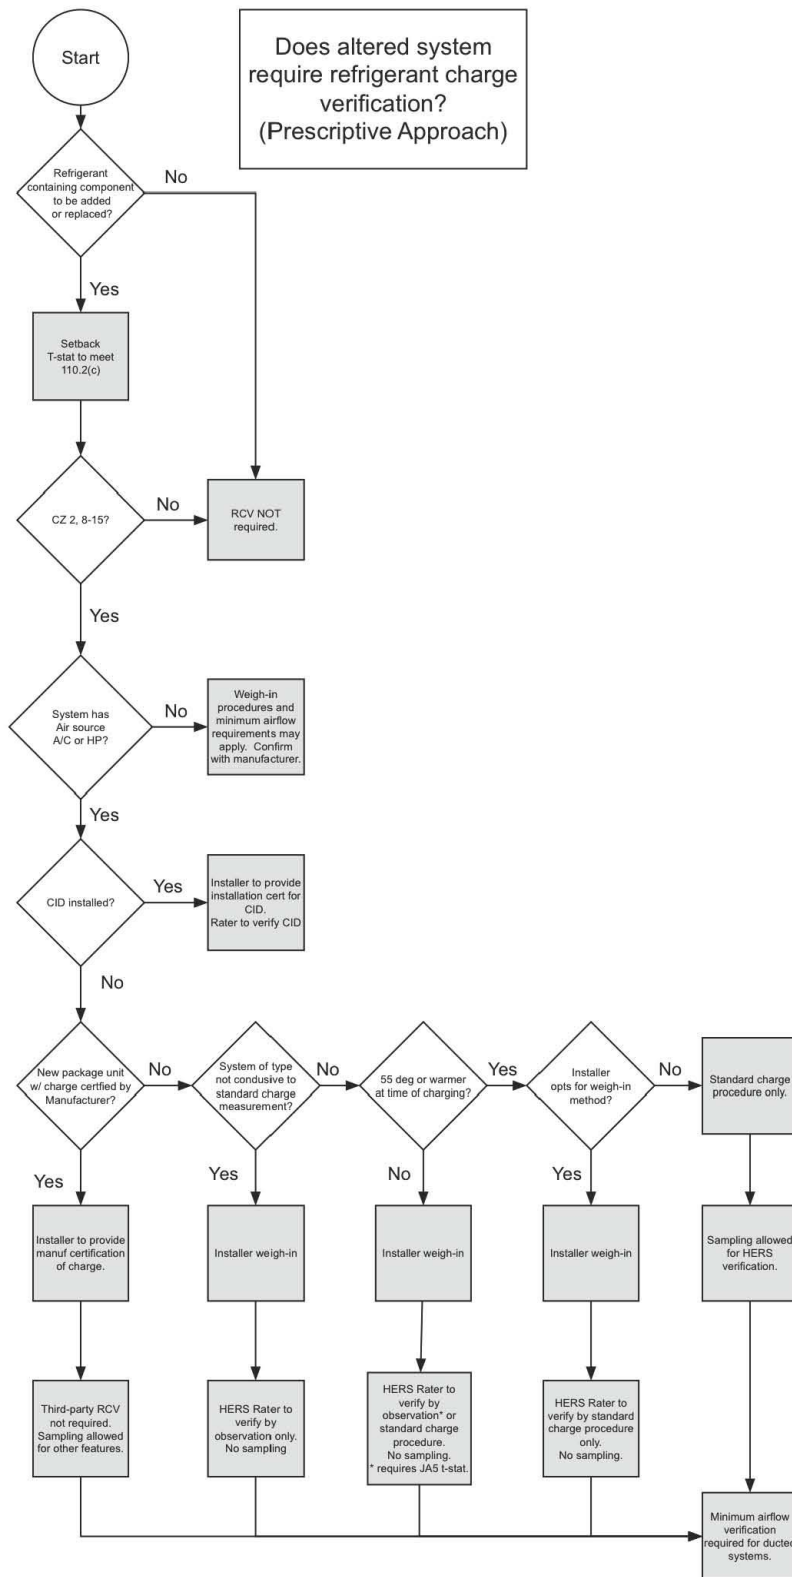 Start
Does altered system
require refrigerant charge
verification?
(Prescriptive Approach)
Refrigerant
containing component
to be added
or replaced?
No
Yes
Setback
T-stat to meet
110.2(c)
CZ 2, 8-15?
No
RCV NOT
required.
Yes
System has
Air source
A/C or HP?
No
Weigh-in
procedures and
minimum airflow
requirements may
apply. Confirm
with manufacturer.
Yes
CID installed?
Yes
Installer to provide
installation cert for
CID.
Rater to verify CID
No
New package unit
w/ charge certfied by
Manufacturer?
No
System of type
not condusive to
standard charge
measurement?
No
55 deg or warmer
at time of charging?
Yes
Installer
opts for weigh-in
method?
No
Standard charge
procedure only.
Yes
Yes
No
Yes
Installer to provide
manuf certification
of charge.
Installer weigh-in
Installer weigh-in
Installer weigh-in
Sampling allowed
for HERS
verification.
Third-party RCV
not required.
Sampling allowed
for other features.
HERS Rater to
verify by
observation only.
No sampling
HERS Rater to
verify by
observation* or
standard charge
procedure.
No sampling.
* requires JA5 t-stat.
HERS Rater to
verify by standard
charge procedure
only.
No sampling.
Minimum airflow
verification
required for ducted
systems.